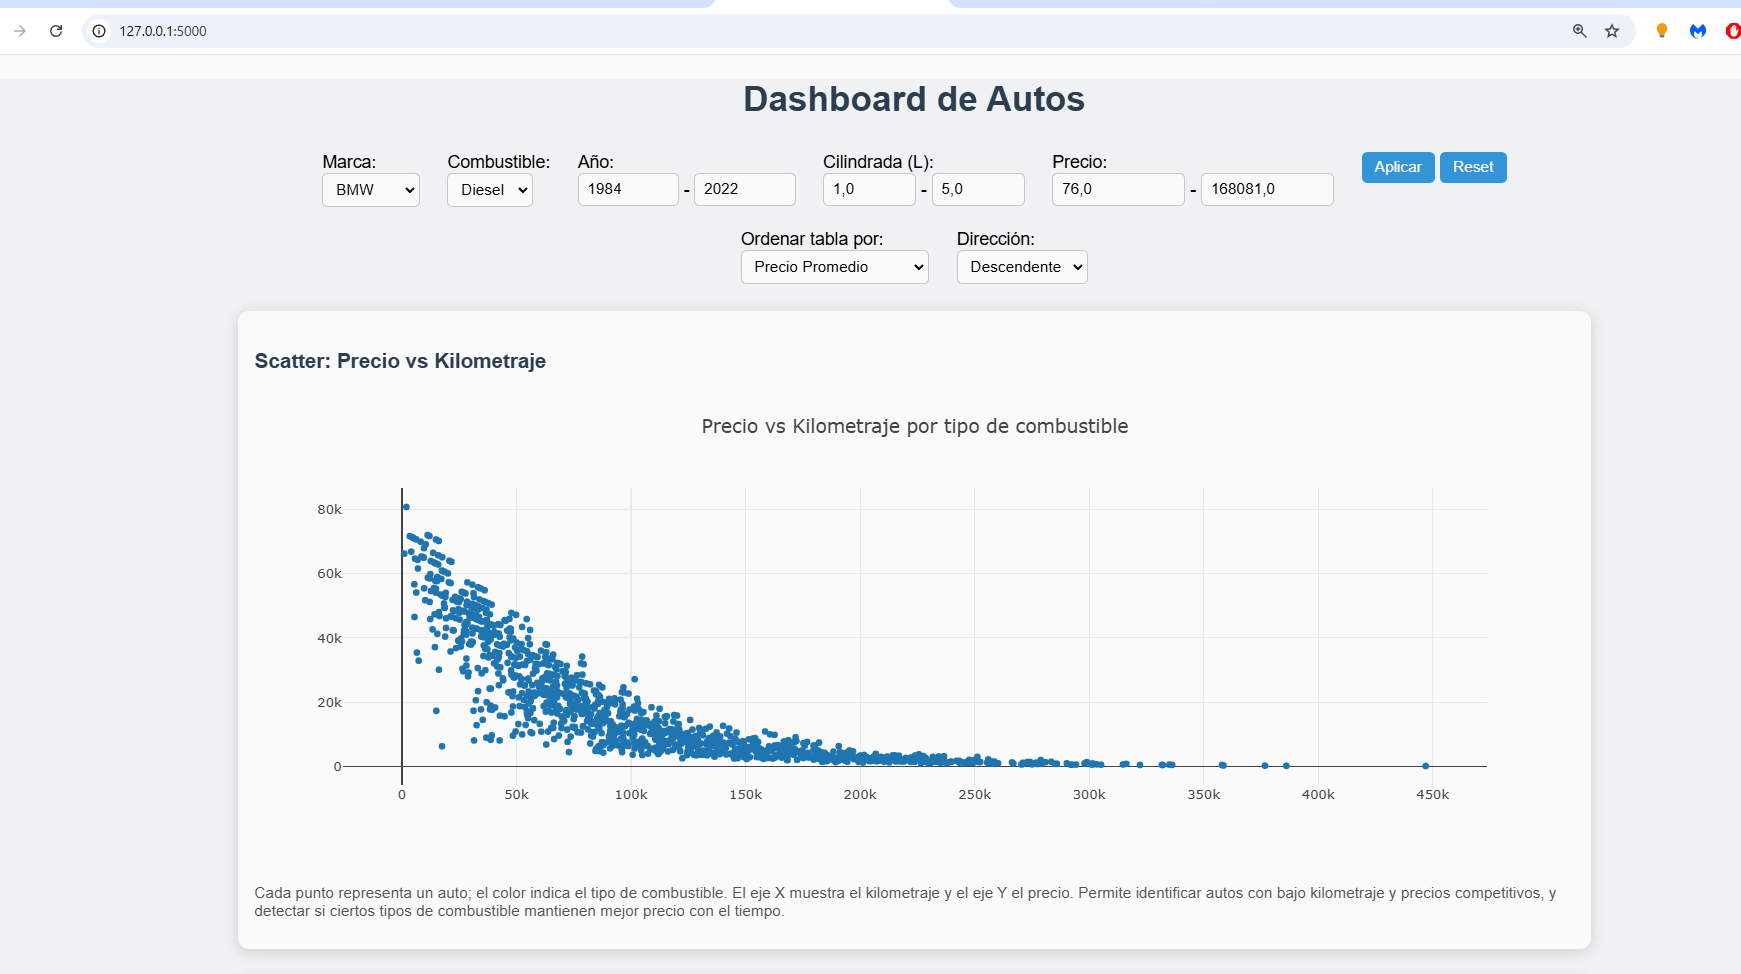 127.0.0.1:5000
Dashboard de Autos
Marca: Combustible: Año: Cilindrada (L): Precio:
BMW Diesel 1984 - 2022 1,0 - 5,0 76,0 - 168081,0 Aplicar Reset
Ordenar tabla por: Dirección:
Precio Promedio Descendente
Scatter: Precio vs Kilometraje
Precio vs Kilometraje por tipo de combustible
80k
60k
40k
20k
0
0 50k 100k 150k 200k 250k 300k 350k 400k 450k
Cada punto representa un auto; el color indica el tipo de combustible. El eje X muestra el kilometraje y el eje Y el precio. Permite identificar autos con bajo kilometraje y precios competitivos, y
detectar si ciertos tipos de combustible mantienen mejor precio con el tiempo.